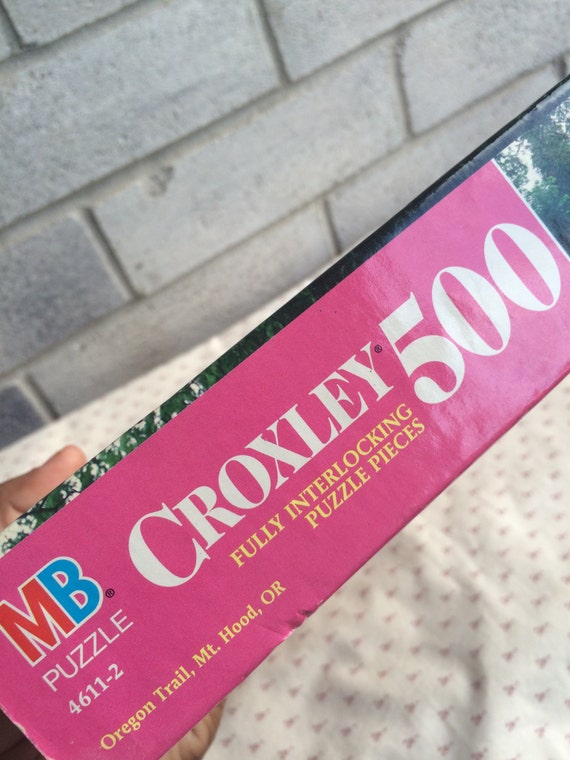 MB®
PUZZLE
4611-2
CROXLEY® 500
FULLY INTERLOCKING
PUZZLE PIECES
Oregon Trail, Mt. Hood, OR